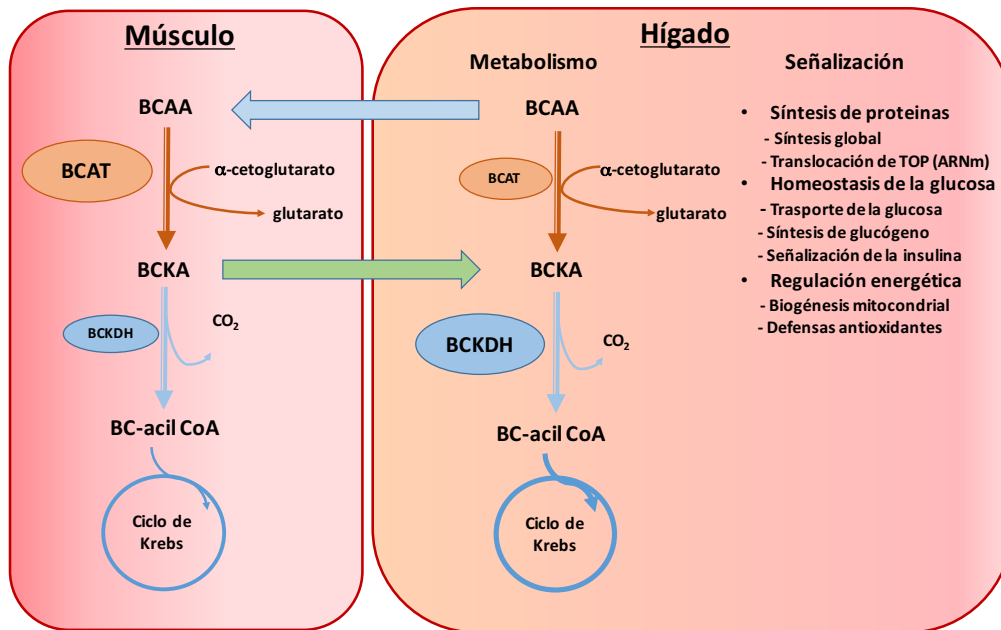 Músculo
BCAA
BCAT
α-cetoglutarato
glutarato
BCKA
BCKDH
CO2
BC-acil CoA
Ciclo de
Krebs
Hígado
Metabolismo
BCAA
BCAT
α-cetoglutarato
glutarato
BCKA
BCKDH
CO2
BC-acil CoA
Ciclo de
Krebs
Señalización
• Síntesis de proteinas
- Síntesis global
- Translocación de TOP (ARNm)
• Homeostasis de la glucosa
- Trasporte de la glucosa
- Síntesis de glucógeno
- Señalización de la insulina
• Regulación energética
- Biogénesis mitocondrial
- Defensas antioxidantes